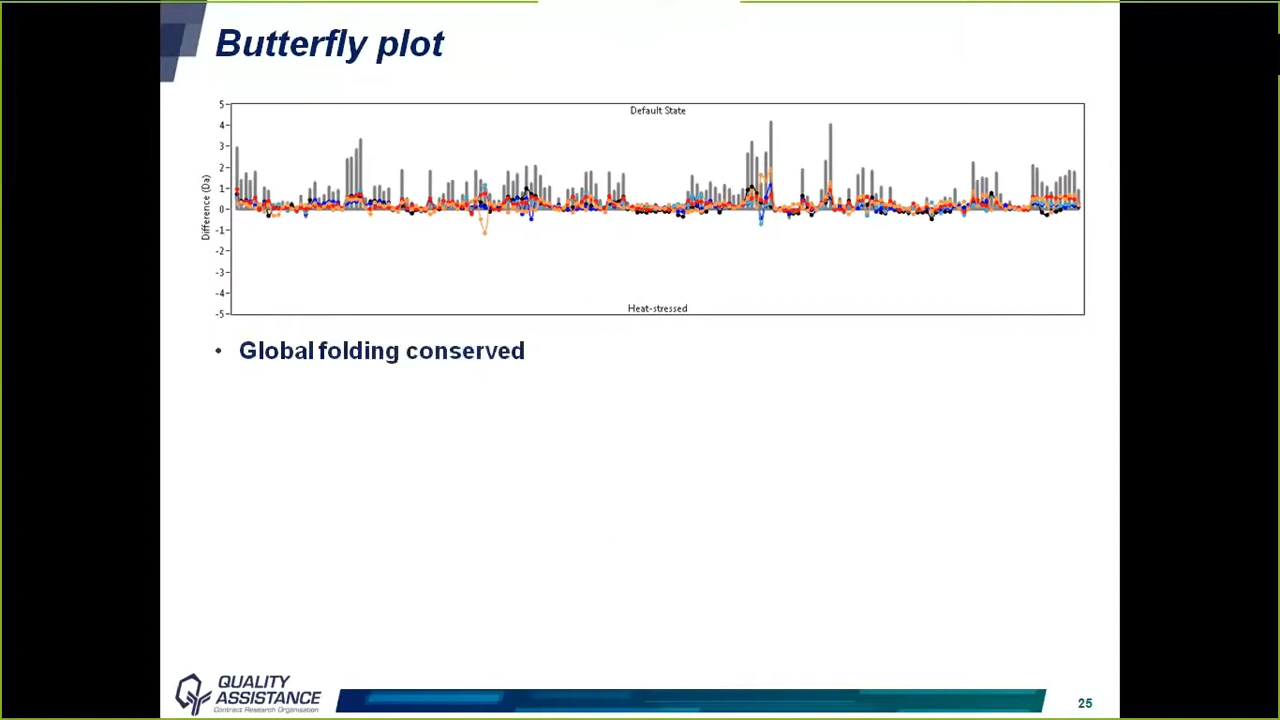 Butterfly plot
Default State
5
4
3
2
1
0
-1
-2
-3
-4
-5
Difference (Da)
Heat-stressed
• Global folding conserved
QUALITY
ASSISTANCE
Contract Research Organisation
25